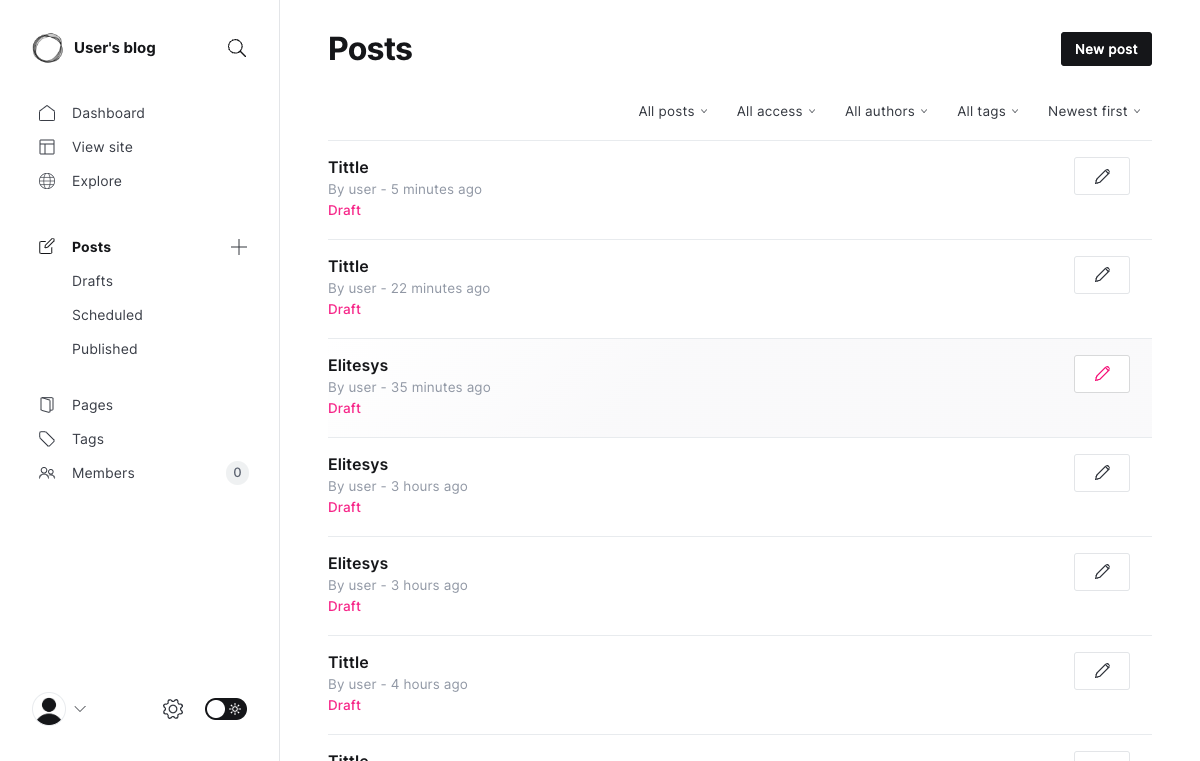 User's blog
Dashboard
View site
Explore
Posts
Drafts
Scheduled
Published
Pages
Tags
Members 0
Posts
New post
All posts All access All authors All tags Newest first
Tittle
By user - 5 minutes ago
Draft
Tittle
By user - 22 minutes ago
Draft
Elitesys
By user - 35 minutes ago
Draft
Elitesys
By user - 3 hours ago
Draft
Elitesys
By user - 3 hours ago
Draft
Tittle
By user - 4 hours ago
Draft
Tittle